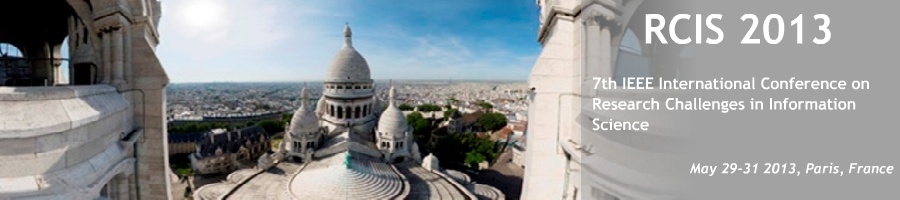 RCIS 2013
7th IEEE International Conference on
Research Challenges in Information
Science
May 29-31 2013, Paris, France